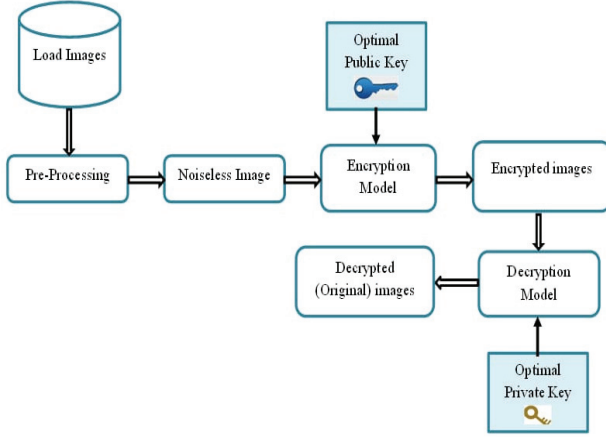 Load Images
Optimal
Public Key
Pre-Processing
Noiseless Image
Encryption
Model
Encrypted images
Decrypted
(Original) images
Decryption
Model
Optimal
Private Key